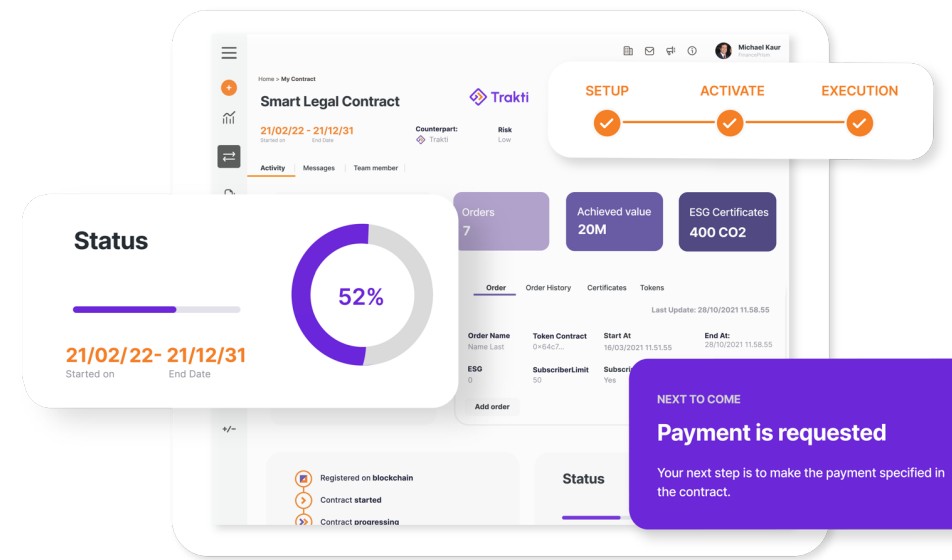 Michael Kaur
FinanceProm
Home > My Contract
Smart Legal Contract
Trakti
21/02/22 - 21/12/31
Started on End Date
Counterpart:
Trakti
Risk
Low
Activity Messages Team member
SETUP ACTIVATE EXECUTION
Orders
7
Achieved value
20M
ESG Certificates
400 CO2
Status
52%
21/02/22- 21/12/31
Started on End Date
Order Order History Certificates Tokens
Last Update: 28/10/2021 11.58.55
Order Name Token Contract Start At End At:
Name Last 0x64c7... 16/03/2021 11.51.55 28/10/2021 11.58.55
ESG SubscriberLimit
0 50 Yes
Add order
+/-
NEXT TO COME
Payment is requested
Your next step is to make the payment specified in
the contract.
Registered on blockchain
Contract started
Contract progressing
Status